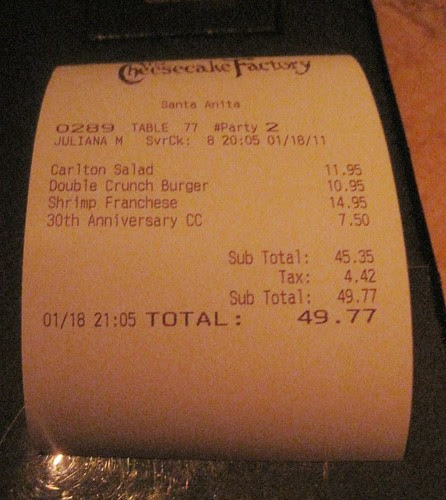 Cheesecake Factory
Santa Anita
0289 TABLE 77 #Party 2
JULIANA M SvrCk: 8 20:05 01/18/11
Carlton Salad 11.95
Double Crunch Burger 10.95
Shrimp Franchese 14.95
30th Anniversary CC 7.50
Sub Total: 45.35
Tax: 4.42
Sub Total: 49.77
01/18 21:05 TOTAL: 49.77